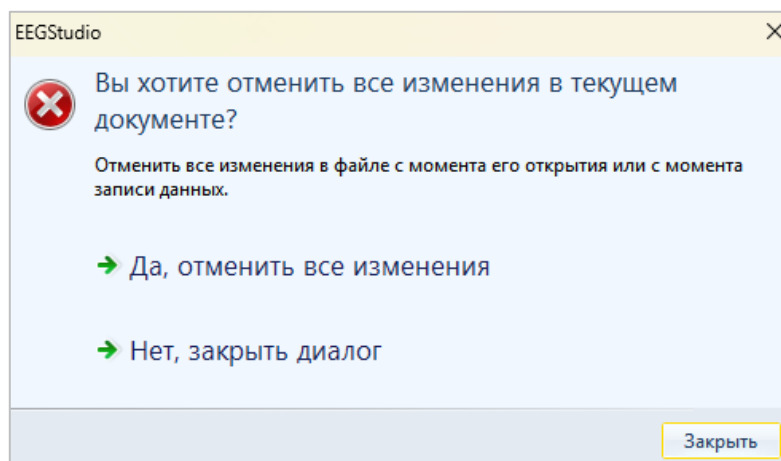 EEGStudio
Вы хотите отменить все изменения в текущем
документе?
Отменить все изменения в файле с момента его открытия или с момента
записи данных.
Да, отменить все изменения
Нет, закрыть диалог
Закрыть